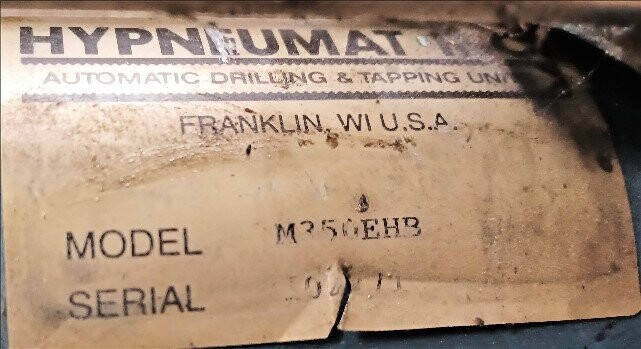 HYPNEUMAT
AUTOMATIC DRILLING & TAPPING
FRANKLIN, WI U.S.A.
MODEL M350EHB
SERIAL